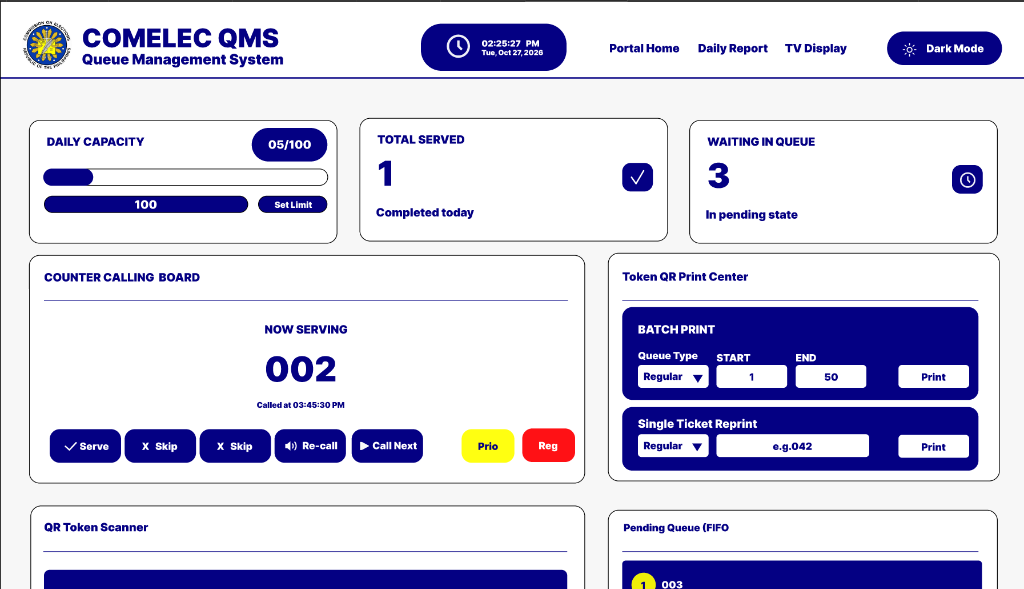 COMELEC QMS
Queue Management System
02:25:27 PM
Tue, Oct 27, 2026
Portal Home
Daily Report
TV Display
Dark Mode
DAILY CAPACITY
05/100
100
Set Limit
TOTAL SERVED
1
Completed today
WAITING IN QUEUE
3
In pending state
COUNTER CALLING BOARD
NOW SERVING
002
Called at 03:45:30 PM
Serve
X Skip
X Skip
Re-call
Call Next
Prio
Reg
Token QR Print Center
BATCH PRINT
Queue Type
START
END
Regular
1
50
Print
Single Ticket Reprint
Regular
e.g.042
Print
QR Token Scanner
Pending Queue (FIFO
1
003